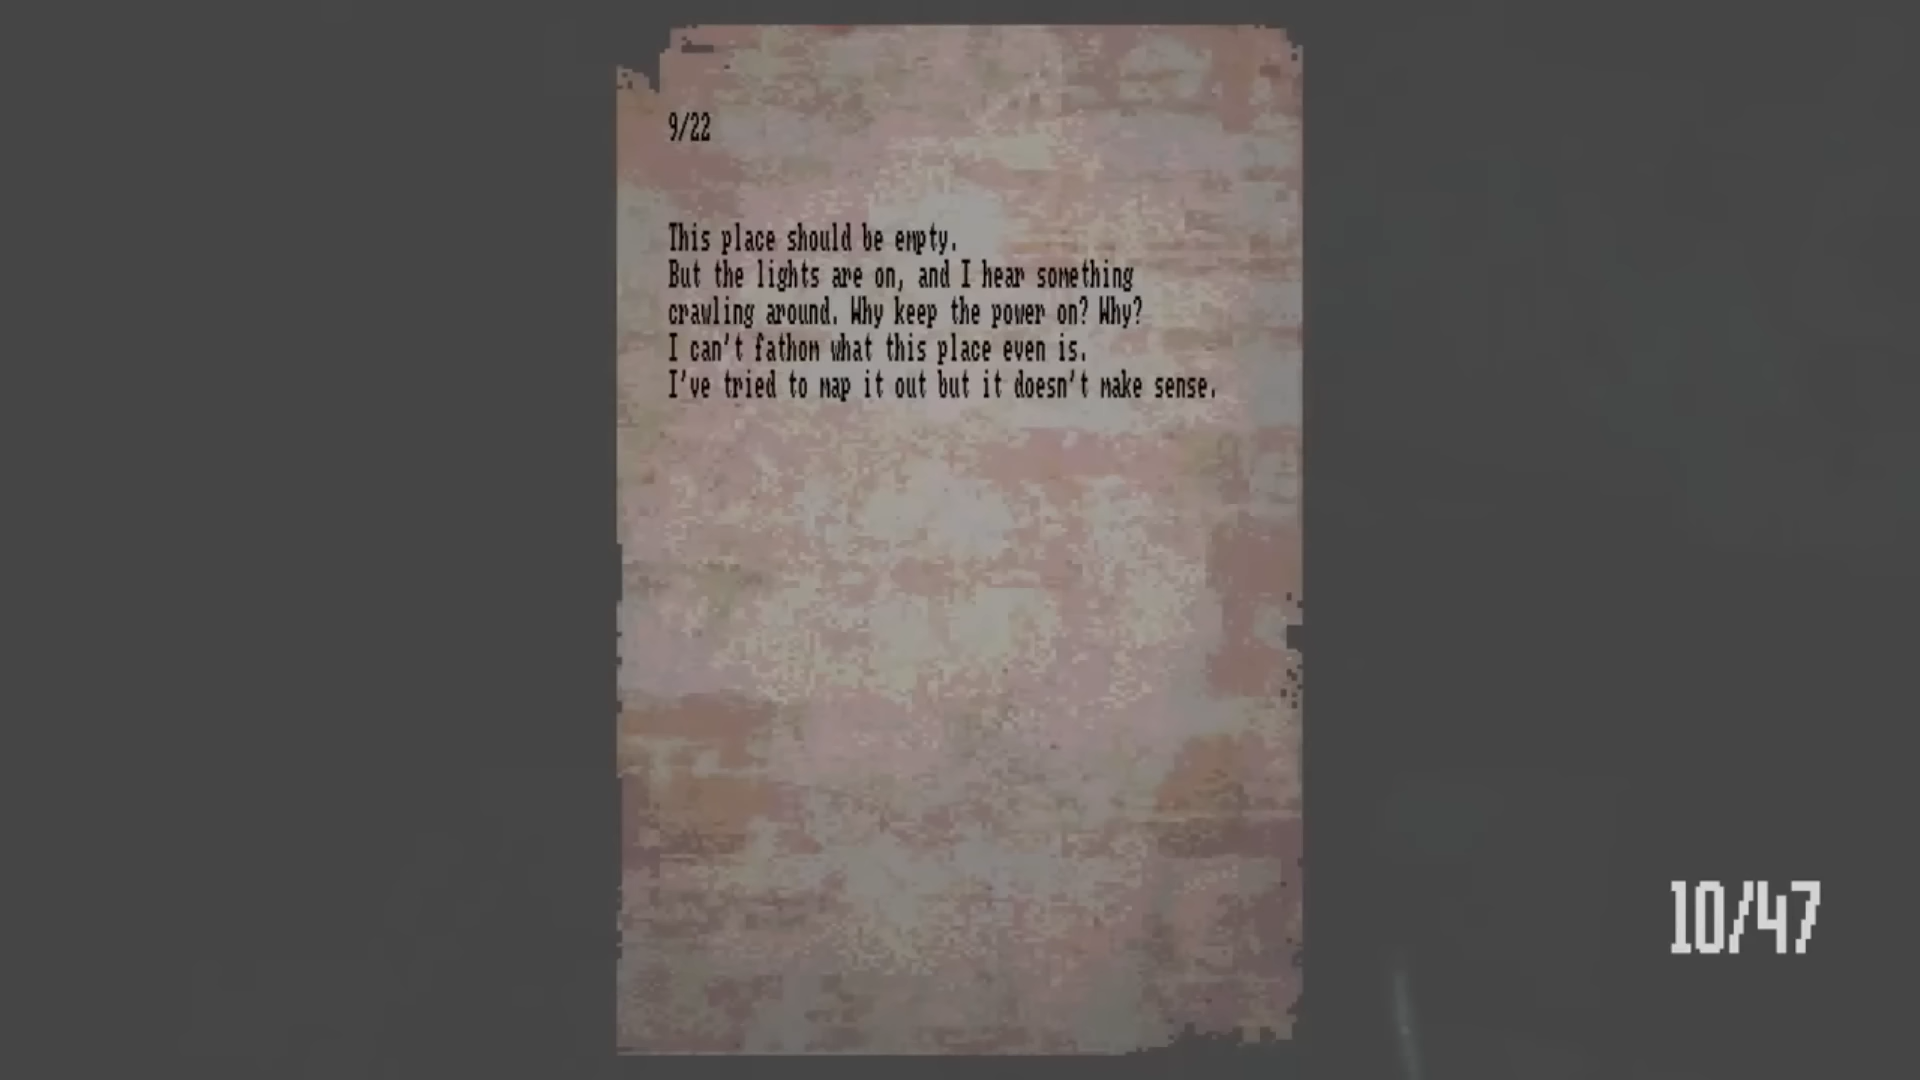 9/22
This place should be empty.
But the lights are on, and I hear something
crawling around. Why keep the power on? Why?
I can't fathom what this place even is.
I've tried to map it out but it doesn't make sense.
10/47